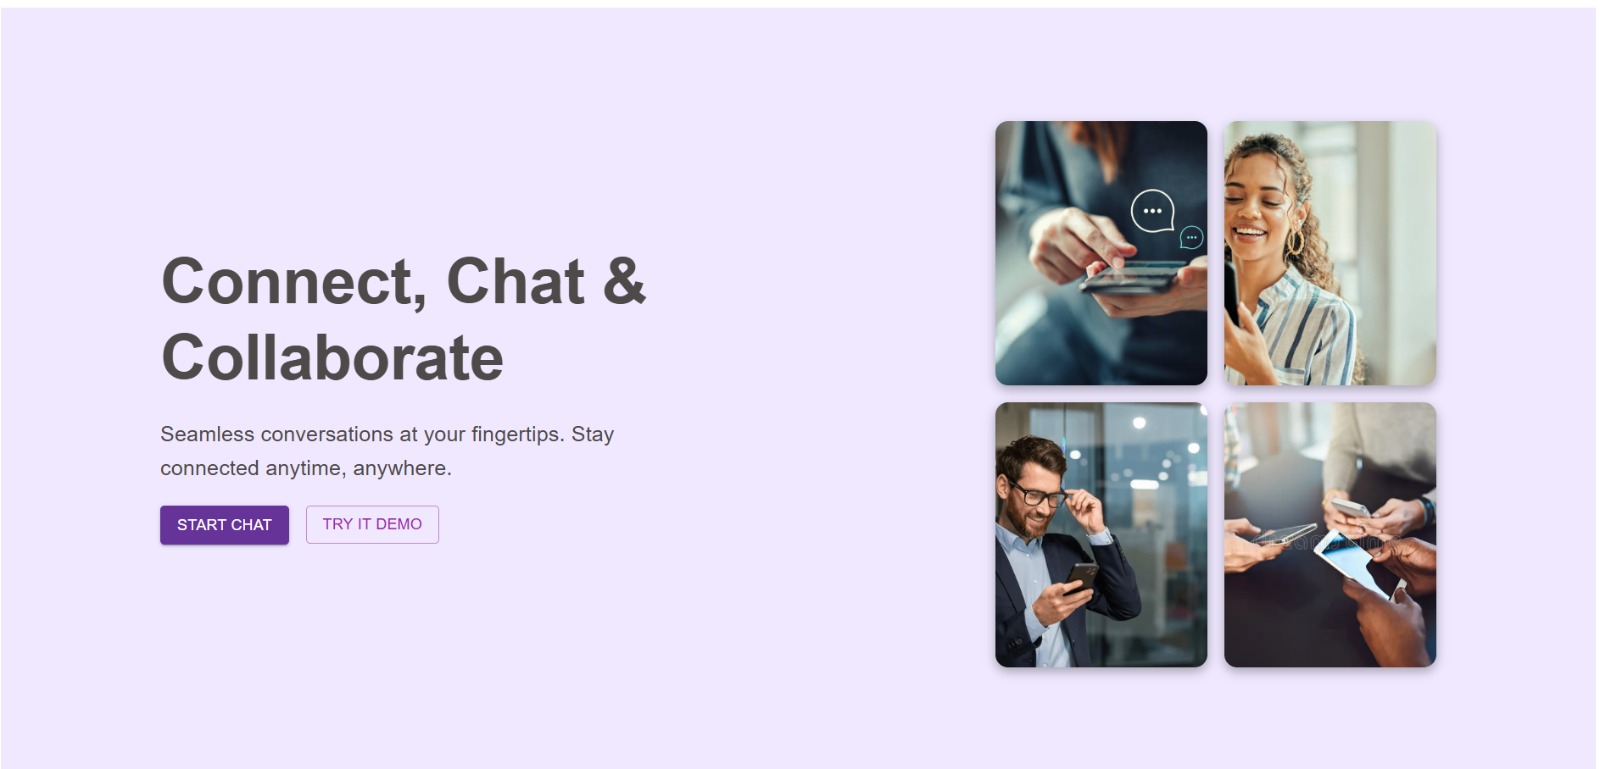 Connect, Chat &
Collaborate
Seamless conversations at your fingertips. Stay
connected anytime, anywhere.
START CHAT
TRY IT DEMO